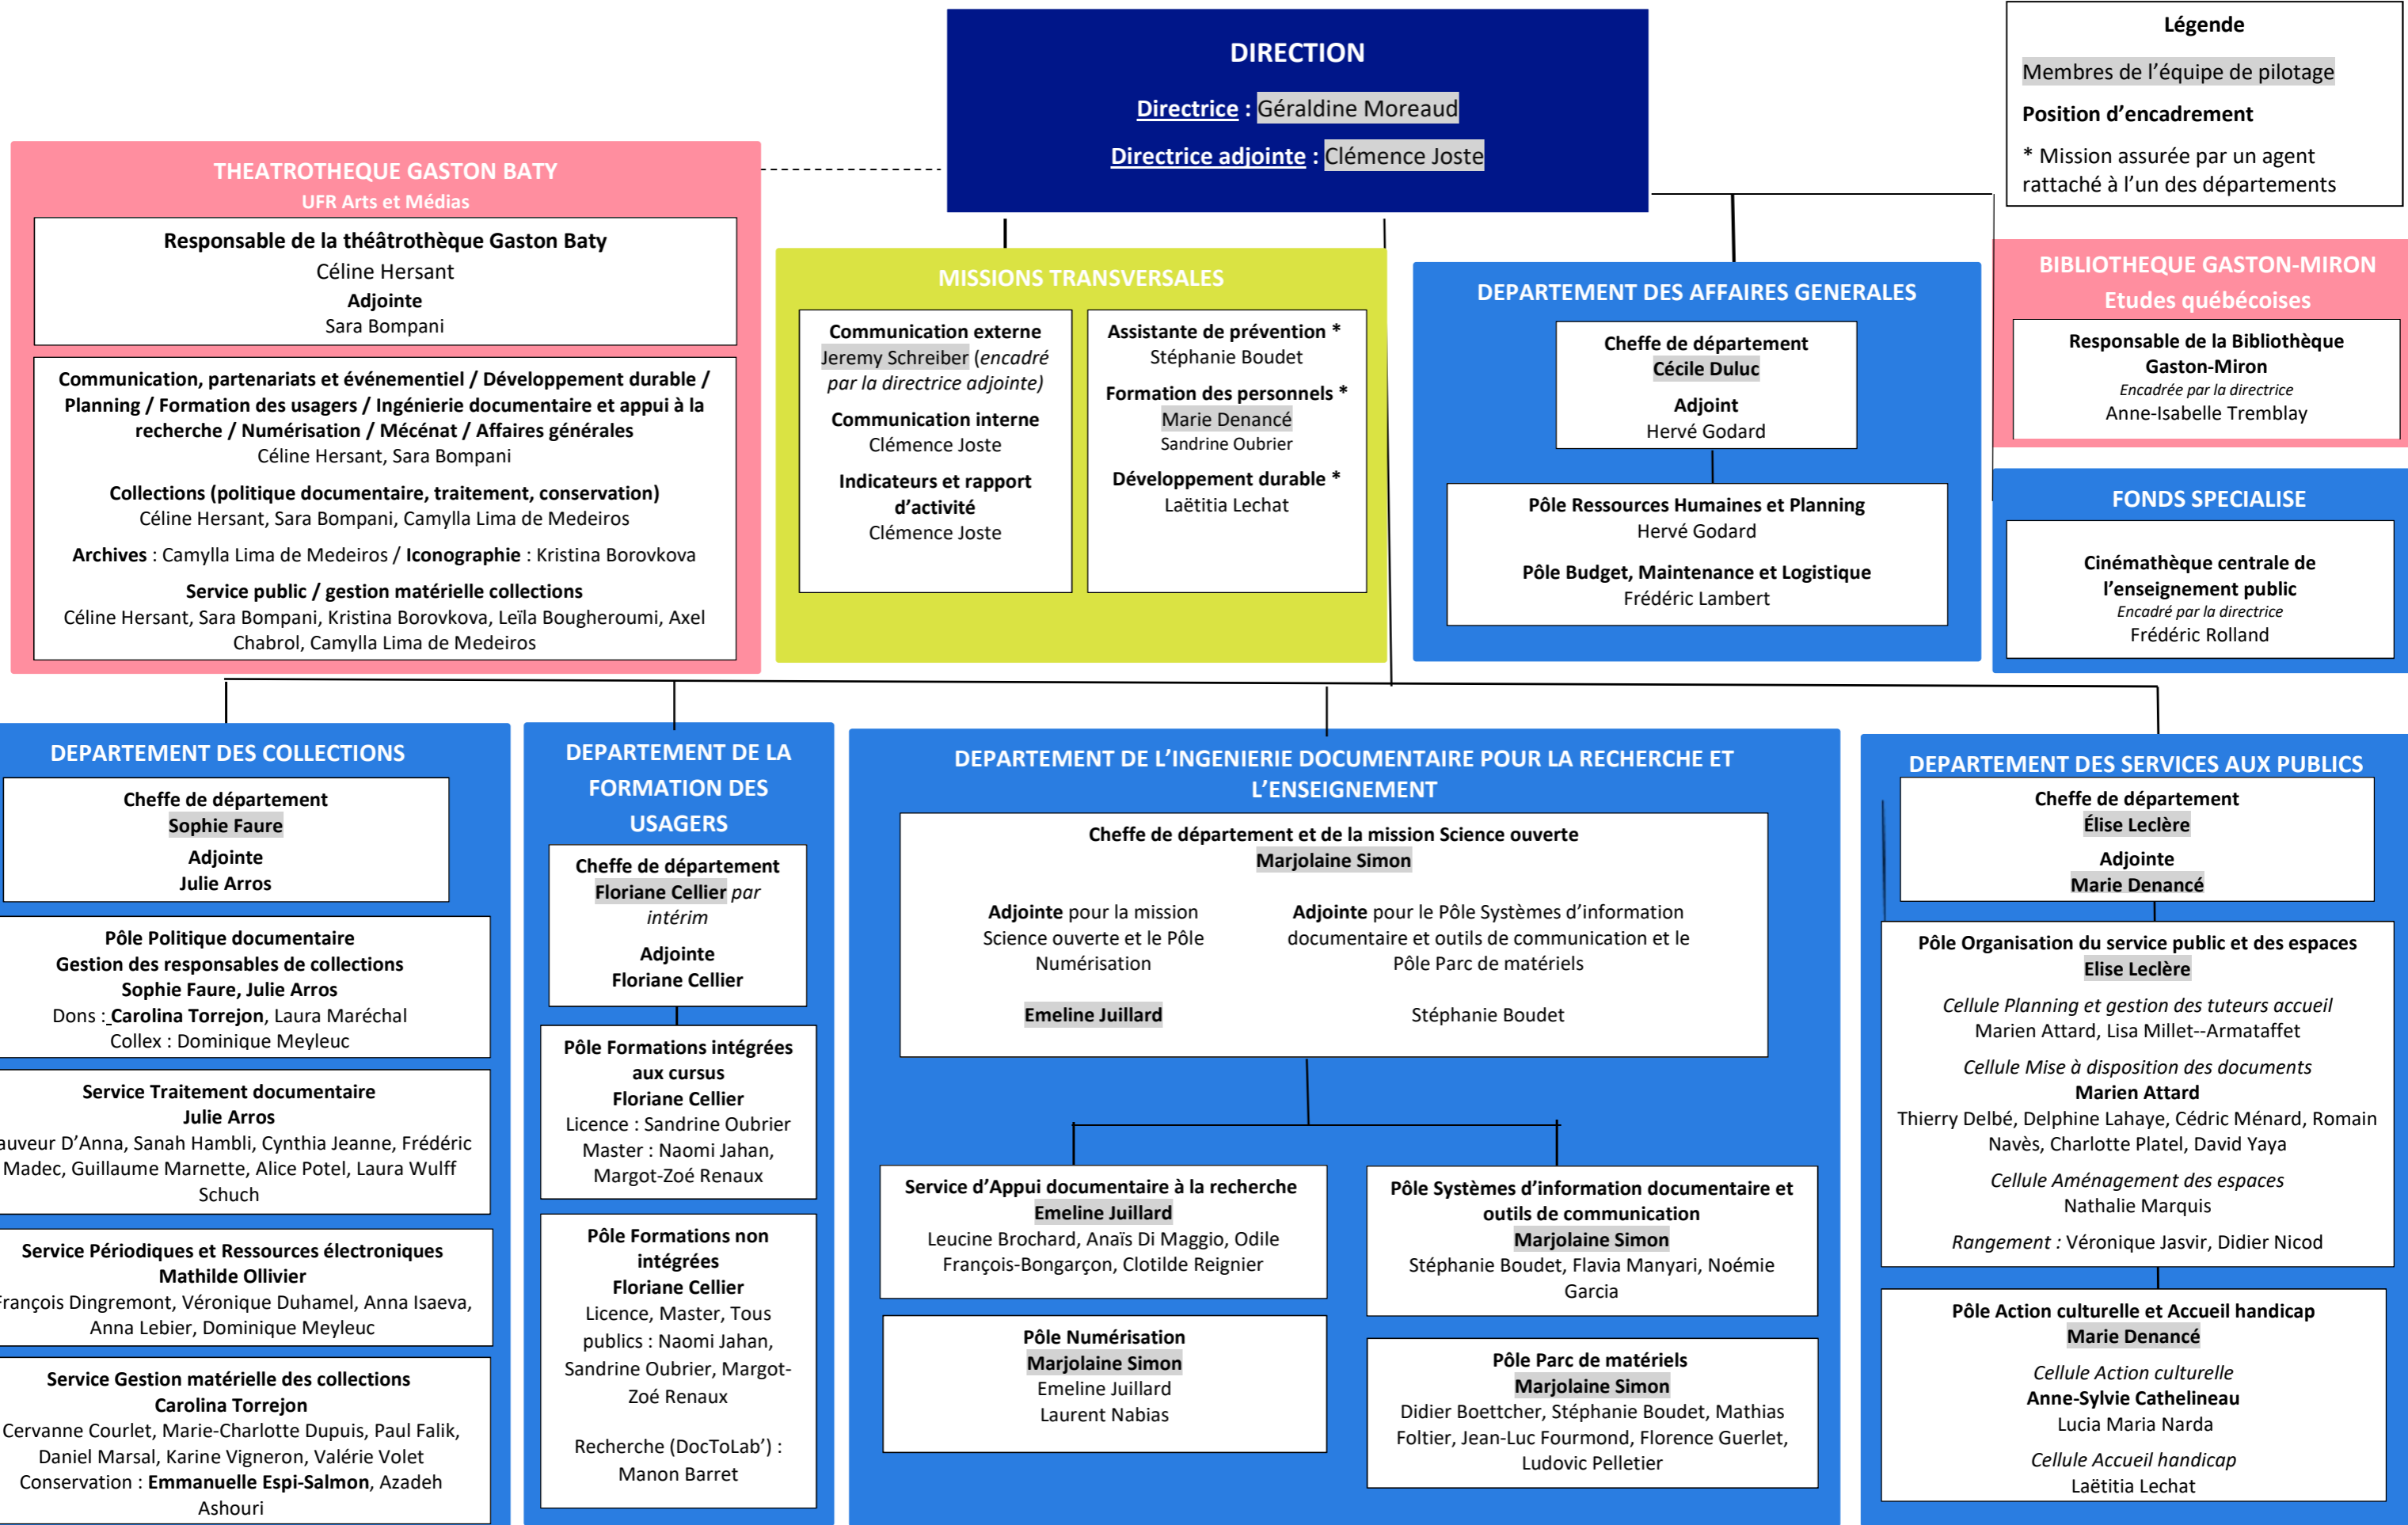 DIRECTION
Directrice : Géraldine Moreaud
Directrice adjointe : Clémence Joste
Légende
Membres de l'équipe de pilotage
Position d'encadrement
* Mission assurée par un agent
rattaché à l'un des départements
THEATROTHEQUE GASTON BATY
UFR Arts et Médias
Responsable de la théâtrothèque Gaston Baty
Céline Hersant
Adjointe
Sara Bompani
Communication, partenariats et événementiel / Développement durable /
Planning / Formation des usagers / Ingénierie documentaire et appui à la
recherche / Numérisation / Mécénat / Affaires générales
Céline Hersant, Sara Bompani
Collections (politique documentaire, traitement, conservation)
Céline Hersant, Sara Bompani, Camylla Lima de Medeiros
Archives : Camylla Lima de Medeiros / Iconographie : Kristina Borovkova
Service public / gestion matérielle collections
Céline Hersant, Sara Bompani, Kristina Borovkova, Leïla Bougheroumi, Axel
Chabrol, Camylla Lima de Medeiros
MISSIONS TRANSVERSALES
Communication externe
Jeremy Schreiber (encadré
par la directrice adjointe)
Communication interne
Clémence Joste
Indicateurs et rapport
d'activité
Clémence Joste
Assistante de prévention *
Stéphanie Boudet
Formation des personnels *
Marie Denancé
Sandrine Oubrier
Développement durable *
Laëtitia Lechat
DEPARTEMENT DES AFFAIRES GENERALES
Cheffe de département
Cécile Duluc
Adjoint
Hervé Godard
Pôle Ressources Humaines et Planning
Hervé Godard
Pôle Budget, Maintenance et Logistique
Frédéric Lambert
BIBLIOTHEQUE GASTON-MIRON
Etudes québécoises
Responsable de la Bibliothèque
Gaston-Miron
Encadrée par la directrice
Anne-Isabelle Tremblay
FONDS SPECIALISE
Cinémathèque centrale de
l'enseignement public
Encadré par la directrice
Frédéric Rolland
DEPARTEMENT DES COLLECTIONS
Cheffe de département
Sophie Faure
Adjointe
Julie Arros
Pôle Politique documentaire
Gestion des responsables de collections
Sophie Faure, Julie Arros
Dons : Carolina Torrejon, Laura Maréchal
Collex : Dominique Meyleuc
Service Traitement documentaire
Julie Arros
auveur D'Anna, Sanah Hambli, Cynthia Jeanne, Frédéric
Madec, Guillaume Marnette, Alice Potel, Laura Wulff
Schuch
Service Périodiques et Ressources électroniques
Mathilde Ollivier
François Dingremont, Véronique Duhamel, Anna Isaeva,
Anna Lebier, Dominique Meyleuc
Service Gestion matérielle des collections
Carolina Torrejon
Cervanne Courlet, Marie-Charlotte Dupuis, Paul Falik,
Daniel Marsal, Karine Vigneron, Valérie Volet
Conservation : Emmanuelle Espi-Salmon, Azadeh
Ashouri
DEPARTEMENT DE LA
FORMATION DES
USAGERS
Cheffe de département
Floriane Cellier par
intérim
Adjointe
Floriane Cellier
Pôle Formations intégrées
aux cursus
Floriane Cellier
Licence : Sandrine Oubrier
Master : Naomi Jahan,
Margot-Zoé Renaux
Pôle Formations non
intégrées
Floriane Cellier
Licence, Master, Tous
publics : Naomi Jahan,
Sandrine Oubrier, Margot-
Zoé Renaux
Recherche (DocToLab') :
Manon Barret
DEPARTEMENT DE L'INGENIERIE DOCUMENTAIRE POUR LA RECHERCHE ET
L'ENSEIGNEMENT
Cheffe de département et de la mission Science ouverte
Marjolaine Simon
Adjointe pour la mission
Science ouverte et le Pôle
Numérisation
Emeline Juillard
Adjointe pour le Pôle Systèmes d'information
documentaire et outils de communication et le
Pôle Parc de matériels
Stéphanie Boudet
Service d'Appui documentaire à la recherche
Emeline Juillard
Leucine Brochard, Anaïs Di Maggio, Odile
François-Bongarçon, Clotilde Reignier
Pôle Numérisation
Marjolaine Simon
Emeline Juillard
Laurent Nabias
Pôle Systèmes d'information documentaire et
outils de communication
Marjolaine Simon
Stéphanie Boudet, Flavia Manyari, Noémie
Garcia
Pôle Parc de matériels
Marjolaine Simon
Didier Boettcher, Stéphanie Boudet, Mathias
Foltier, Jean-Luc Fourmond, Florence Guerlet,
Ludovic Pelletier
DEPARTEMENT DES SERVICES AUX PUBLICS
Cheffe de département
Élise Leclère
Adjointe
Marie Denancé
Pôle Organisation du service public et des espaces
Elise Leclère
Cellule Planning et gestion des tuteurs accueil
Marien Attard, Lisa Millet--Armataffet
Cellule Mise à disposition des documents
Marien Attard
Thierry Delbé, Delphine Lahaye, Cédric Ménard, Romain
Navès, Charlotte Platel, David Yaya
Cellule Aménagement des espaces
Nathalie Marquis
Rangement : Véronique Jasvir, Didier Nicod
Pôle Action culturelle et Accueil handicap
Marie Denancé
Cellule Action culturelle
Anne-Sylvie Cathelineau
Lucia Maria Narda
Cellule Accueil handicap
Laëtitia Lechat